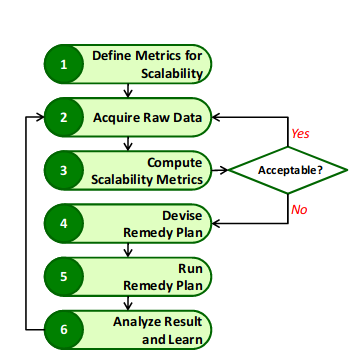 1
Define Metrics for
Scalability
2
Acquire Raw Data
3
Compute
Scalability Metrics
Acceptable?
Yes
No
4
Devise
Remedy Plan
5
Run
Remedy Plan
6
Analyze Result
and Learn